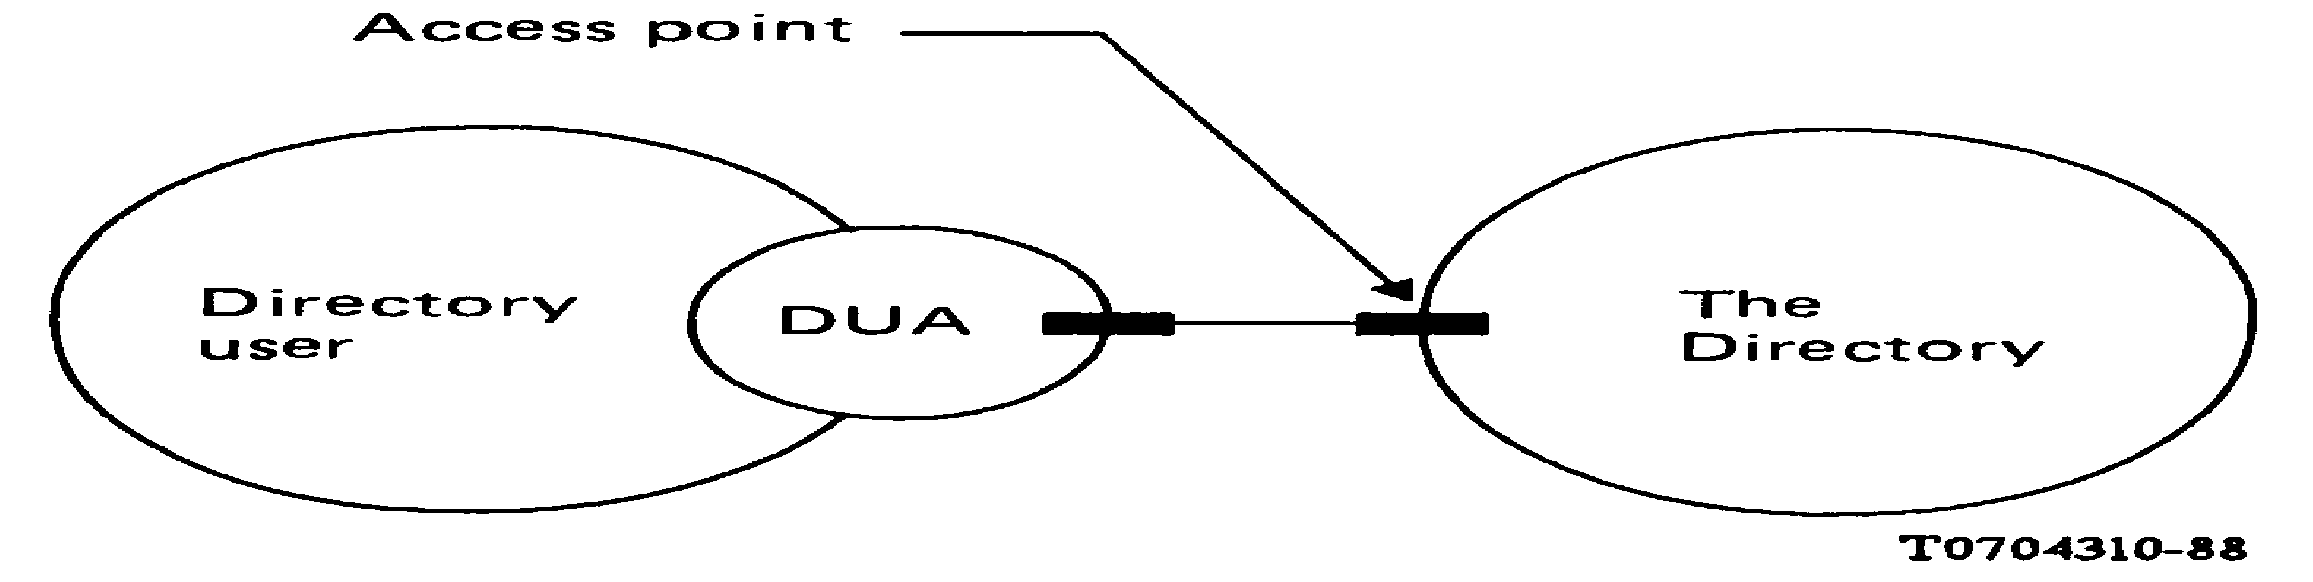 Access point
Directory
user
DUA
The
Directory
T0704310-88